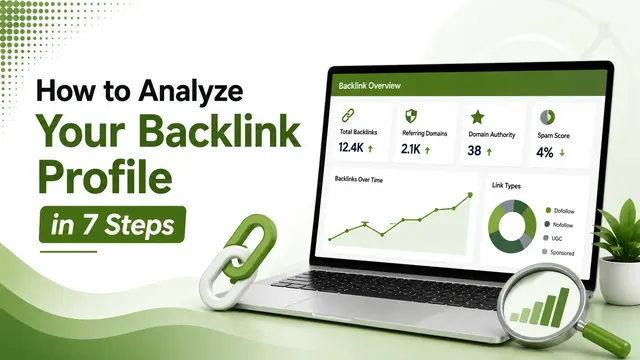 How to Analyze
Your Backlink
Profile
in 7 Steps
Backlink Overview
Total Backlinks
12.4K
Referring Domains
2.1K
Domain Authority
38
Spam Score
4%
Backlinks Over Time
Link Types
Dofollow
Nofollow
UGC
Sponsored